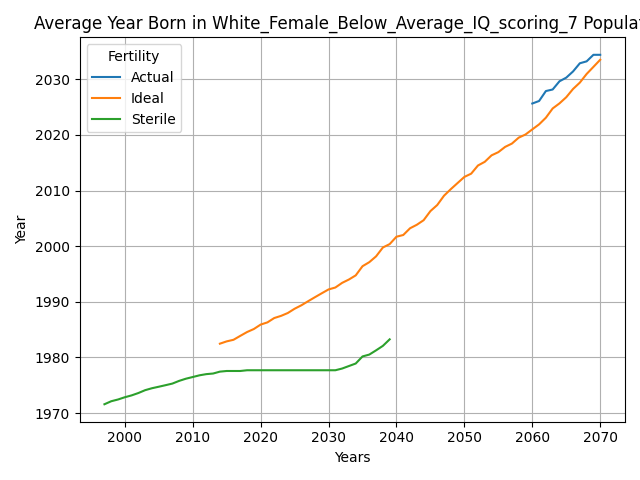 Average Year Born in White_Female_Below_Average_IQ_scoring_7 Populat
Fertility
Actual
Ideal
Sterile
2030
2020
2010
2000
1990
1980
1970
Year
2000 2010 2020 2030 2040 2050 2060 2070
Years